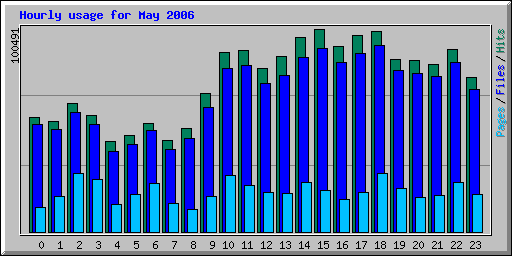 Hourly usage for May 2006
100491
Pages / Files / Hits
0 1 2 3 4 5 6 7 8 9 10 11 12 13 14 15 16 17 18 19 20 21 22 23